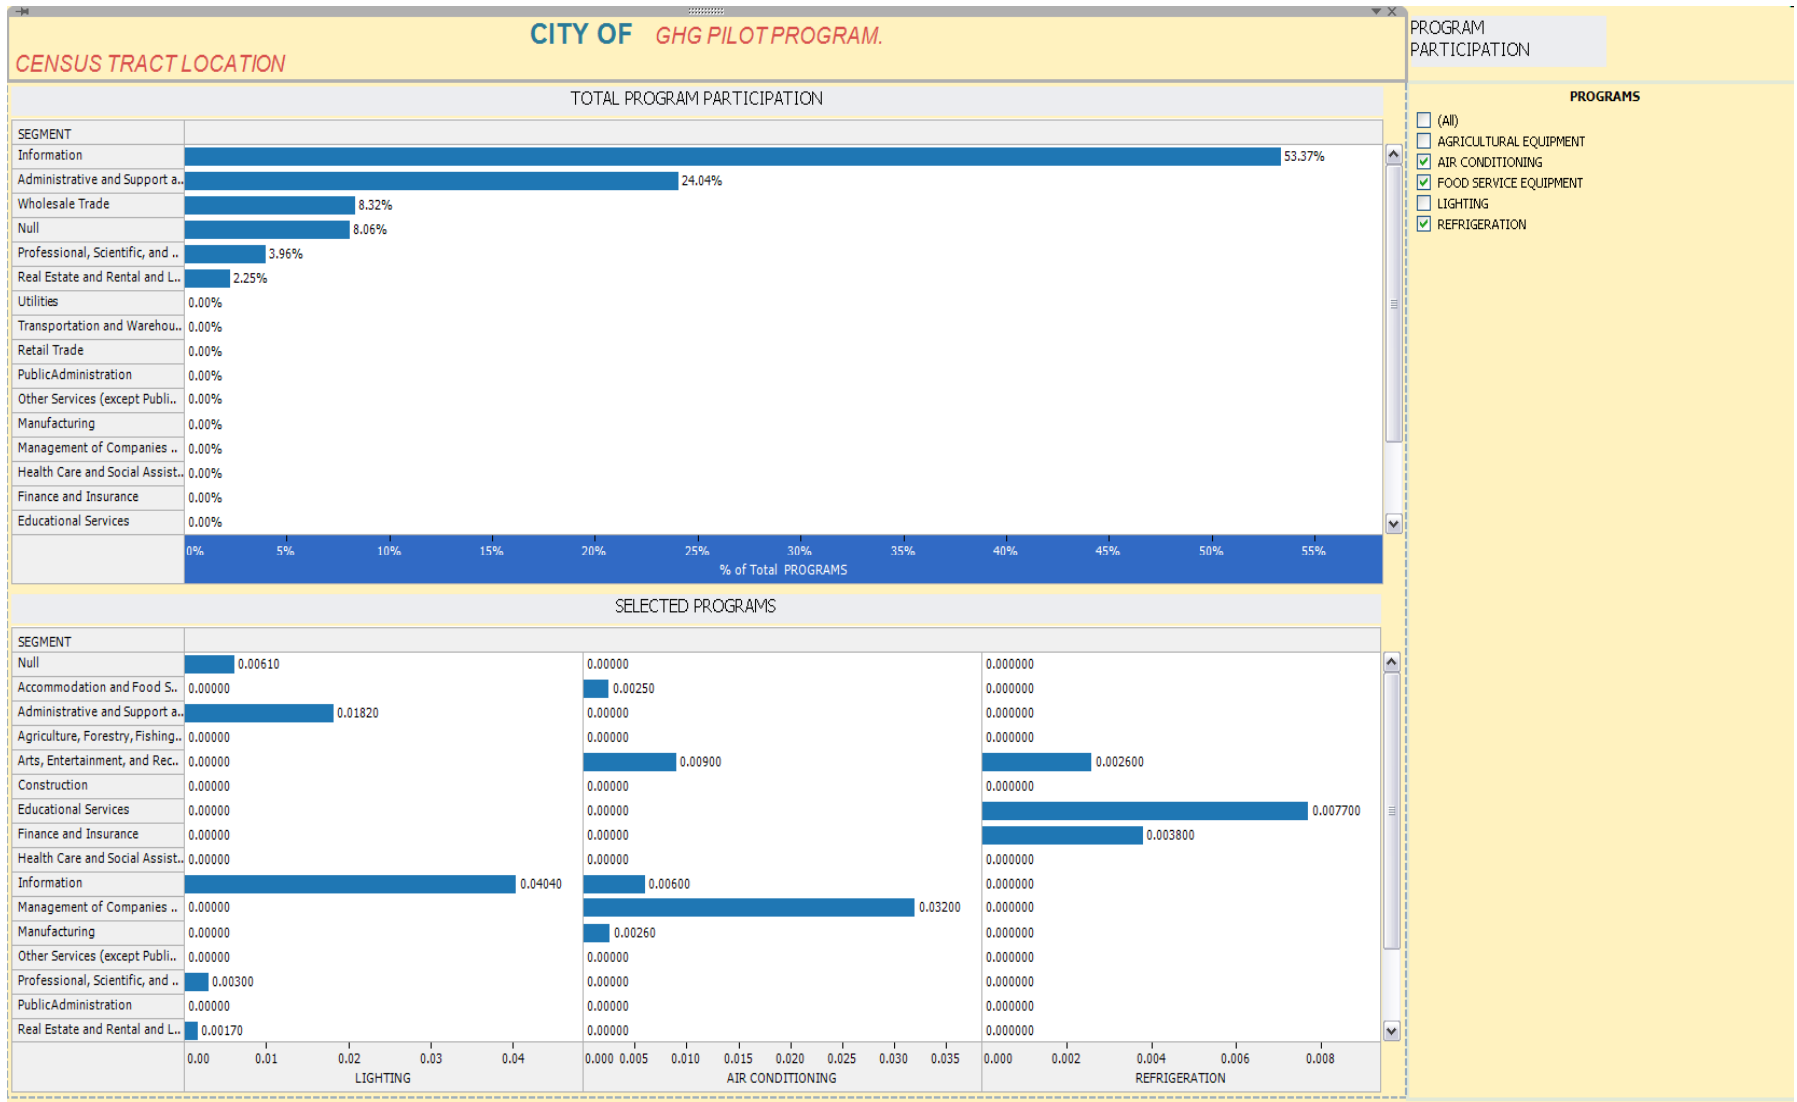 CITY OF GHG PILOT PROGRAM.
CENSUS TRACT LOCATION
PROGRAM
PARTICIPATION
TOTAL PROGRAM PARTICIPATION
SEGMENT
Information 53.37%
Administrative and Support a.. 24.04%
Wholesale Trade 8.32%
Null 8.06%
Professional, Scientific, and .. 3.96%
Real Estate and Rental and L.. 2.25%
Utilities 0.00%
Transportation and Warehou.. 0.00%
Retail Trade 0.00%
PublicAdministration 0.00%
Other Services (except Publi.. 0.00%
Manufacturing 0.00%
Management of Companies .. 0.00%
Health Care and Social Assist.. 0.00%
Finance and Insurance 0.00%
Educational Services 0.00%
0% 5% 10% 15% 20% 25% 30% 35% 40% 45% 50% 55%
% of Total PROGRAMS
SELECTED PROGRAMS
SEGMENT
Null 0.00610 0.00000 0.000000
Accommodation and Food S.. 0.00000 0.00250 0.000000
Administrative and Support a.. 0.01820 0.00000 0.000000
Agriculture, Forestry, Fishing.. 0.00000 0.00000 0.000000
Arts, Entertainment, and Rec.. 0.00000 0.00900 0.002600
Construction 0.00000 0.00000 0.000000
Educational Services 0.00000 0.00000 0.007700
Finance and Insurance 0.00000 0.00000 0.003800
Health Care and Social Assist.. 0.00000 0.00000 0.000000
Information 0.04040 0.00600 0.000000
Management of Companies .. 0.00000 0.03200 0.000000
Manufacturing 0.00000 0.00260 0.000000
Other Services (except Publi.. 0.00000 0.00000 0.000000
Professional, Scientific, and .. 0.00300 0.00000 0.000000
PublicAdministration 0.00000 0.00000 0.000000
Real Estate and Rental and L.. 0.00170 0.00000 0.000000
0.00 0.01 0.02 0.03 0.04 0.000 0.005 0.010 0.015 0.020 0.025 0.030 0.035 0.000 0.002 0.004 0.006 0.008
LIGHTING AIR CONDITIONING REFRIGERATION
PROGRAMS
(All)
AGRICULTURAL EQUIPMENT
AIR CONDITIONING
FOOD SERVICE EQUIPMENT
LIGHTING
REFRIGERATION